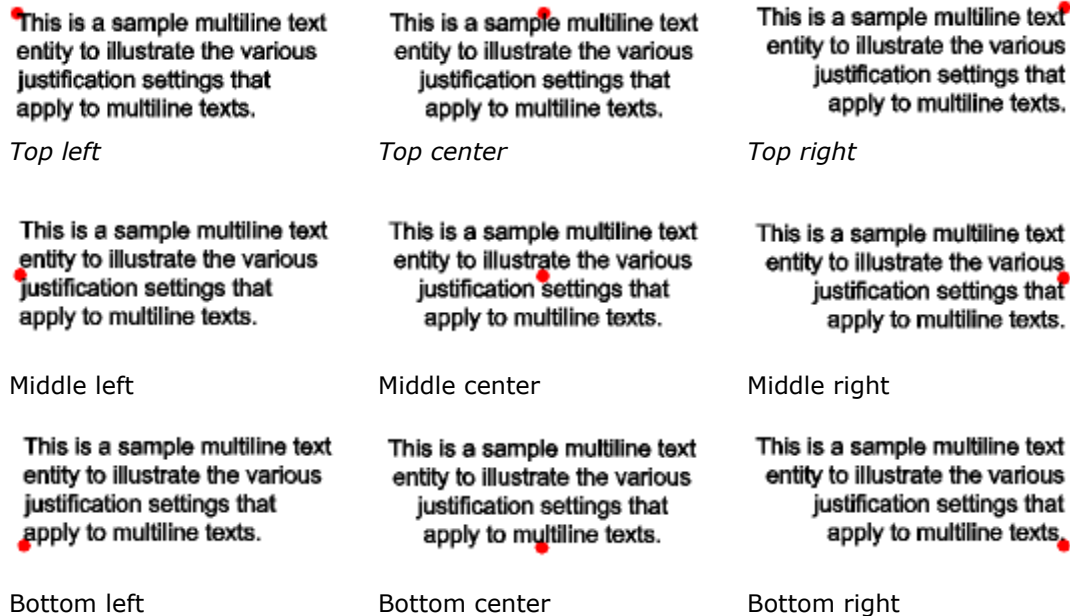 This is a sample multiline text
entity to illustrate the various
justification settings that
apply to multiline texts.
Top left
This is a sample multiline text
entity to illustrate the various
justification settings that
apply to multiline texts.
Top center
This is a sample multiline text
entity to illustrate the various
justification settings that
apply to multiline texts.
Top right
This is a sample multiline text
entity to illustrate the various
justification settings that
apply to multiline texts.
Middle left
This is a sample multiline text
entity to illustrate the various
justification settings that
apply to multiline texts.
Middle center
This is a sample multiline text
entity to illustrate the various
justification settings that
apply to multiline texts.
Middle right
This is a sample multiline text
entity to illustrate the various
justification settings that
apply to multiline texts.
Bottom left
This is a sample multiline text
entity to illustrate the various
justification settings that
apply to multiline texts.
Bottom center
This is a sample multiline text
entity to illustrate the various
justification settings that
apply to multiline texts.
Bottom right